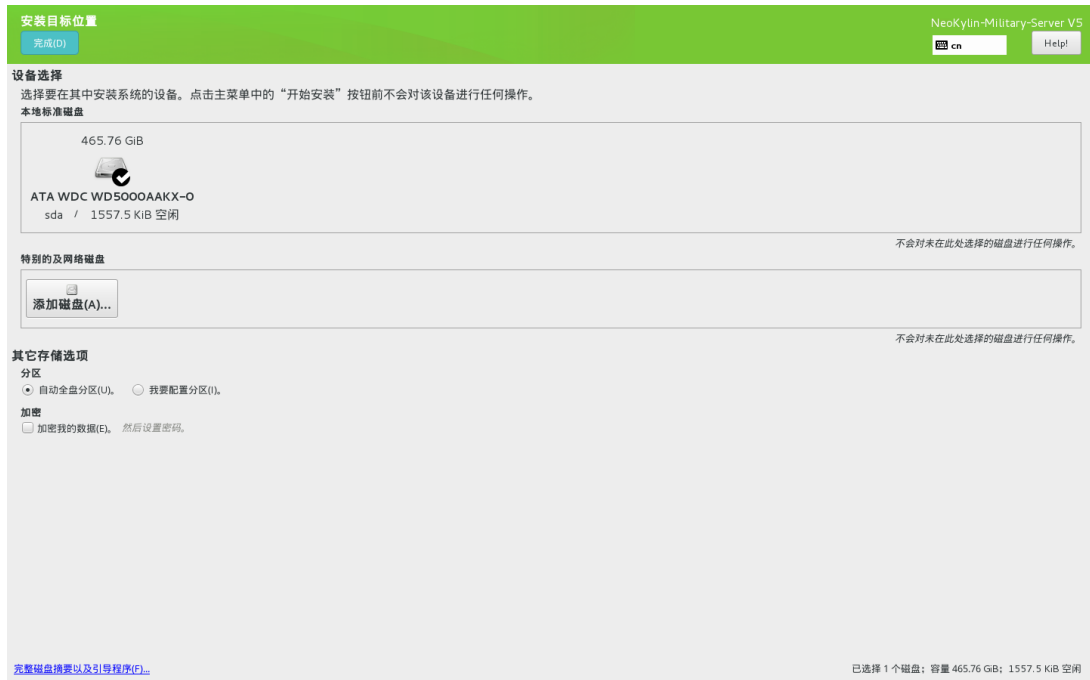 安装目标位置
NeoKylin-Military-Server V5
完成(D)
cn
Help!
设备选择
选择要在其中安装系统的设备。点击主菜单中的“开始安装”按钮前不会对该设备进行任何操作。
本地标准磁盘
465.76 GiB
ATA WDC WD5000AAKX-0
sda / 1557.5 KiB 空闲
不会对未在此处选择的磁盘进行任何操作。
特别的及网络磁盘
添加磁盘(A)...
不会对未在此处选择的磁盘进行任何操作。
其它存储选项
分区
自动全盘分区(U)。 我要配置分区(I)。
加密
加密我的数据(E)。 然后设置密码。
完整磁盘摘要以及引导程序(F)...
已选择 1 个磁盘；容量 465.76 GiB；1557.5 KiB 空闲